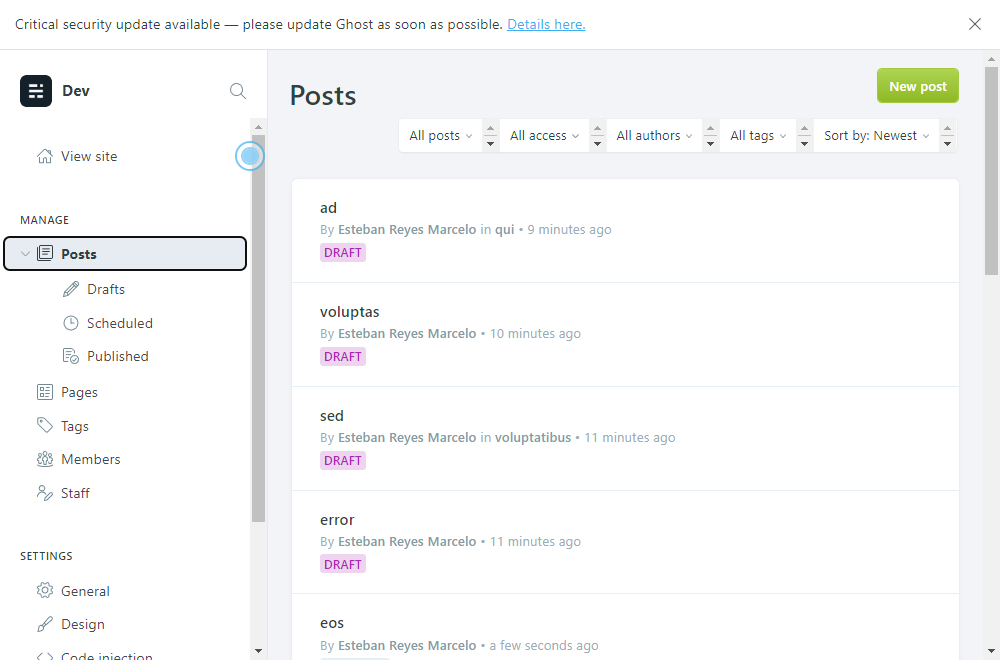 Critical security update available — please update Ghost as soon as possible. Details here.
Dev
View site
MANAGE
Posts
Drafts
Scheduled
Published
Pages
Tags
Members
Staff
SETTINGS
General
Design
Code injection
Posts
New post
All posts
All access
All authors
All tags
Sort by: Newest
ad
By Esteban Reyes Marcelo in qui • 9 minutes ago
DRAFT
voluptas
By Esteban Reyes Marcelo • 10 minutes ago
DRAFT
sed
By Esteban Reyes Marcelo in voluptatibus • 11 minutes ago
DRAFT
error
By Esteban Reyes Marcelo • 11 minutes ago
DRAFT
eos
By Esteban Reyes Marcelo • a few seconds ago